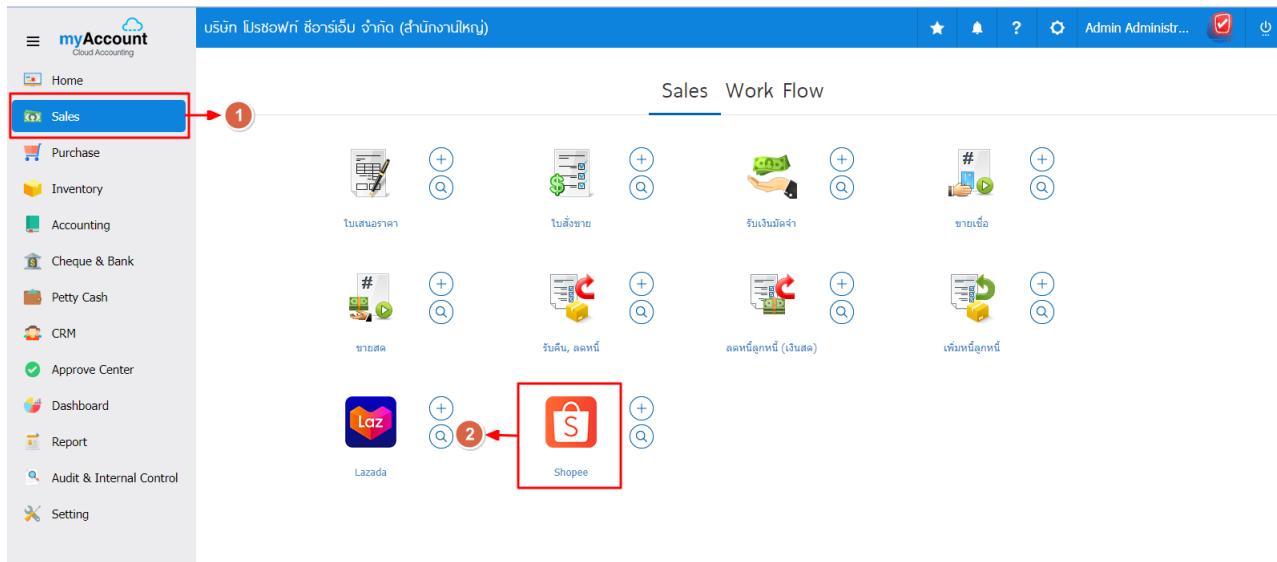 myAccount
Cloud Accounting
บริษัท โปรซอฟท์ ซีอาร์เอ็ม จำกัด (สำนักงานใหญ่)
?
Admin Administr...
Home
Sales
1
Purchase
Inventory
Accounting
Cheque & Bank
Petty Cash
CRM
Approve Center
Dashboard
Report
Audit & Internal Control
Setting
Sales Work Flow
#
ใบเสนอราคา
ใบสั่งขาย
รับเงินมัดจำ
ขายเชื่อ
#
ขายสด
รับคืน, ลดหนี้
ลดหนี้ลูกหนี้ (เงินสด)
เพิ่มหนี้ลูกหนี้
Laz
2
S
Lazada
Shopee